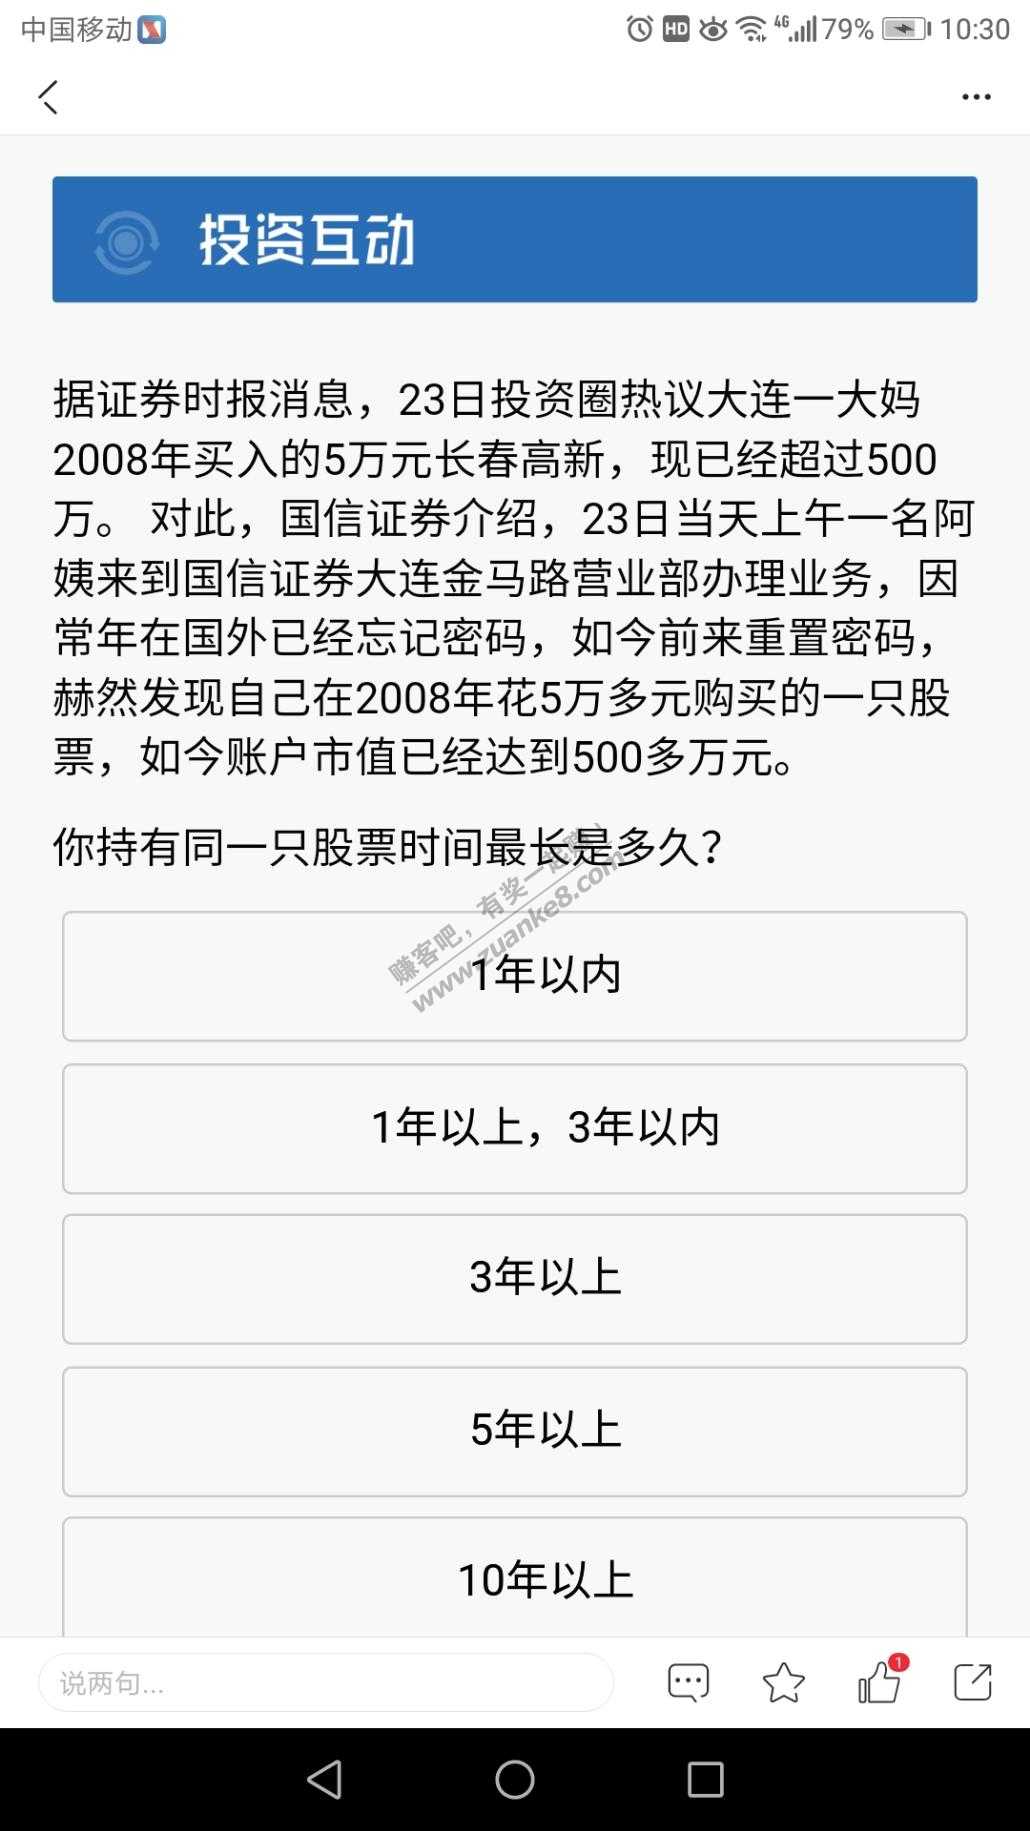 中国移动
HD
4G
79%
10:30
投资互动
据证券时报消息，23日投资圈热议大连一大妈
2008年买入的5万元长春高新，现已经超过500
万。 对此，国信证券介绍，23日当天上午一名阿
姨来到国信证券大连金马路营业部办理业务，因
常年在国外已经忘记密码，如今前来重置密码，
赫然发现自己在2008年花5万多元购买的一只股
票，如今账户市值已经达到500多万元。
你持有同一只股票时间最长是多久？
赚客吧，有奖一起赚！
www.zuanke8.com
1年以内
1年以上，3年以内
3年以上
5年以上
10年以上
说两句...
1